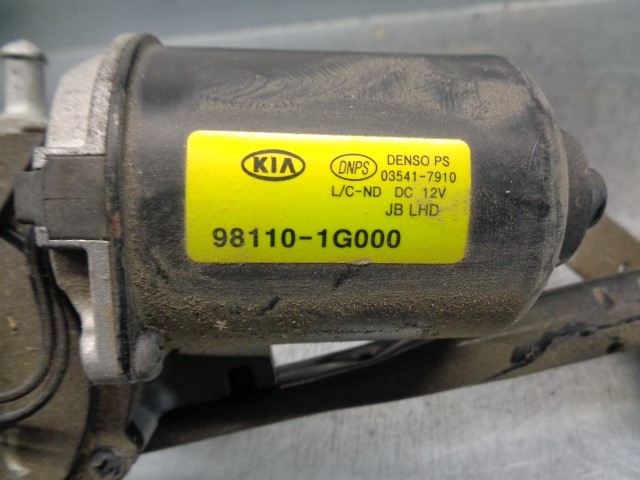 KIA DNPS DENSO PS
03541-7910
L/C-ND DC 12V
JB LHD
98110-1G000